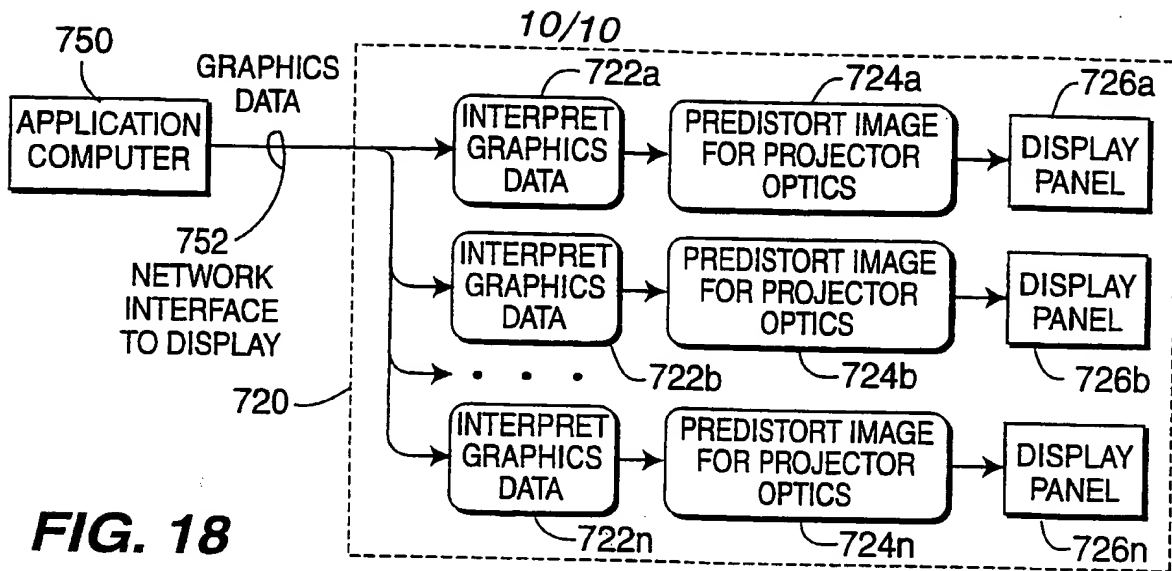 10/10
750
GRAPHICS
DATA
APPLICATION
COMPUTER
752
NETWORK
INTERFACE
TO DISPLAY
720
722a
INTERPRET
GRAPHICS
DATA
724a
PREDISTORT IMAGE
FOR PROJECTOR
OPTICS
726a
DISPLAY
PANEL
INTERPRET
GRAPHICS
DATA
722b
PREDISTORT IMAGE
FOR PROJECTOR
OPTICS
724b
DISPLAY
PANEL
726b
. . .
INTERPRET
GRAPHICS
DATA
722n
PREDISTORT IMAGE
FOR PROJECTOR
OPTICS
724n
DISPLAY
PANEL
726n
FIG. 18